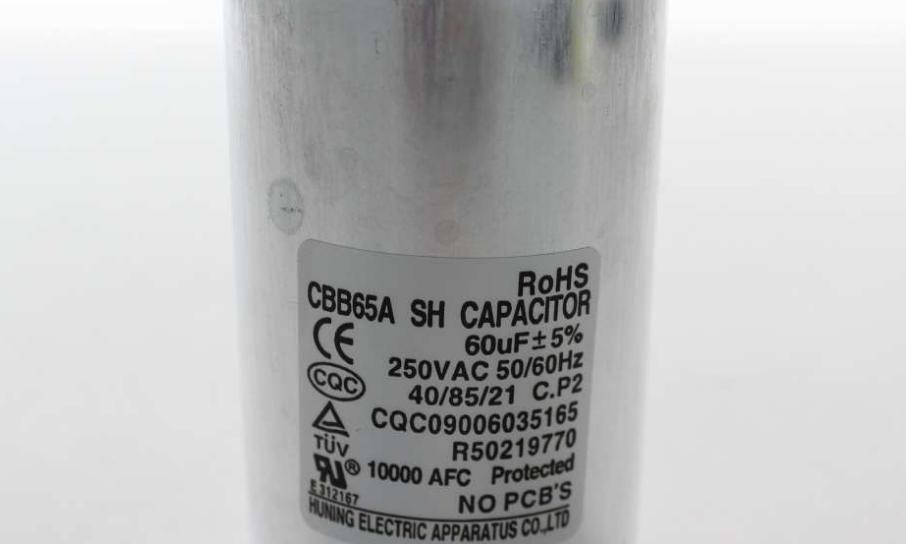 RoHS
CBB65A SH CAPACITOR
CE
60uF±5%
250VAC 50/60Hz
CQC
40/85/21 C.P2
CQC09006035165
TÜV
R50219770
RU® 10000 AFC Protected
E 312167
NO PCB'S
HUNING ELECTRIC APPARATUS CO.,LTD